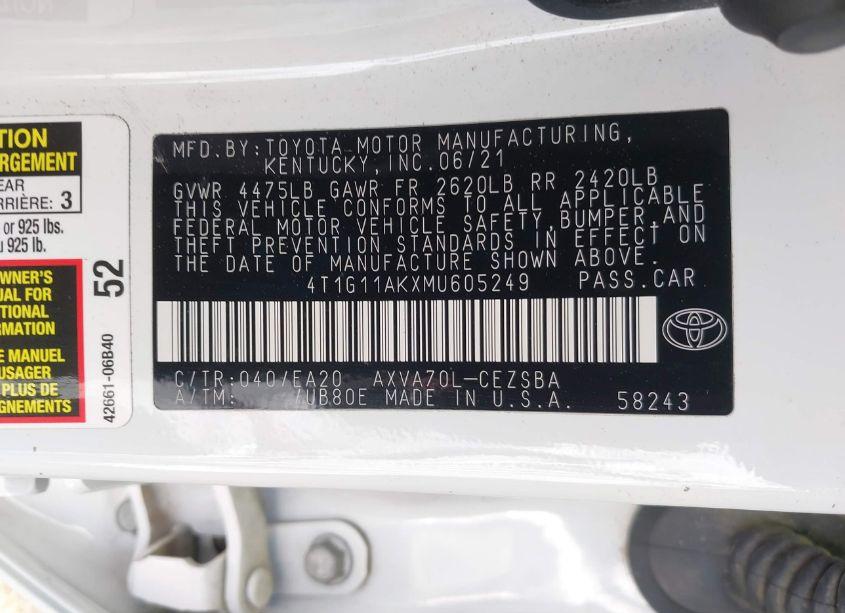 TION
ERGEMENT
EAR
RRIÈRE: 3
or 925 lbs.
u 925 lb.
OWNER'S
UAL FOR
TIONAL
RMATION
E MANUEL
USAGER
PLUS DE
IGNEMENTS
52
42661-06B40
MFD.BY:TOYOTA MOTOR MANUFACTURING,
KENTUCKY, INC.06/21
GVWR 4475LB GAWR FR 2620LB RR 2420LB
THIS VEHICLE CONFORMS TO ALL APPLICABLE
FEDERAL MOTOR VEHICLE SAFETY,BUMPER,AND
THEFT PREVENTION STANDARDS IN EFFECT ON
THE DATE OF MANUFACTURE SHOWN ABOVE.
4T1G11AKXMU605249 PASS.CAR
C/TR:040/EA20 AXVA70L-CEZSBA
A/TM: /UB80E MADE IN U.S.A. 58243